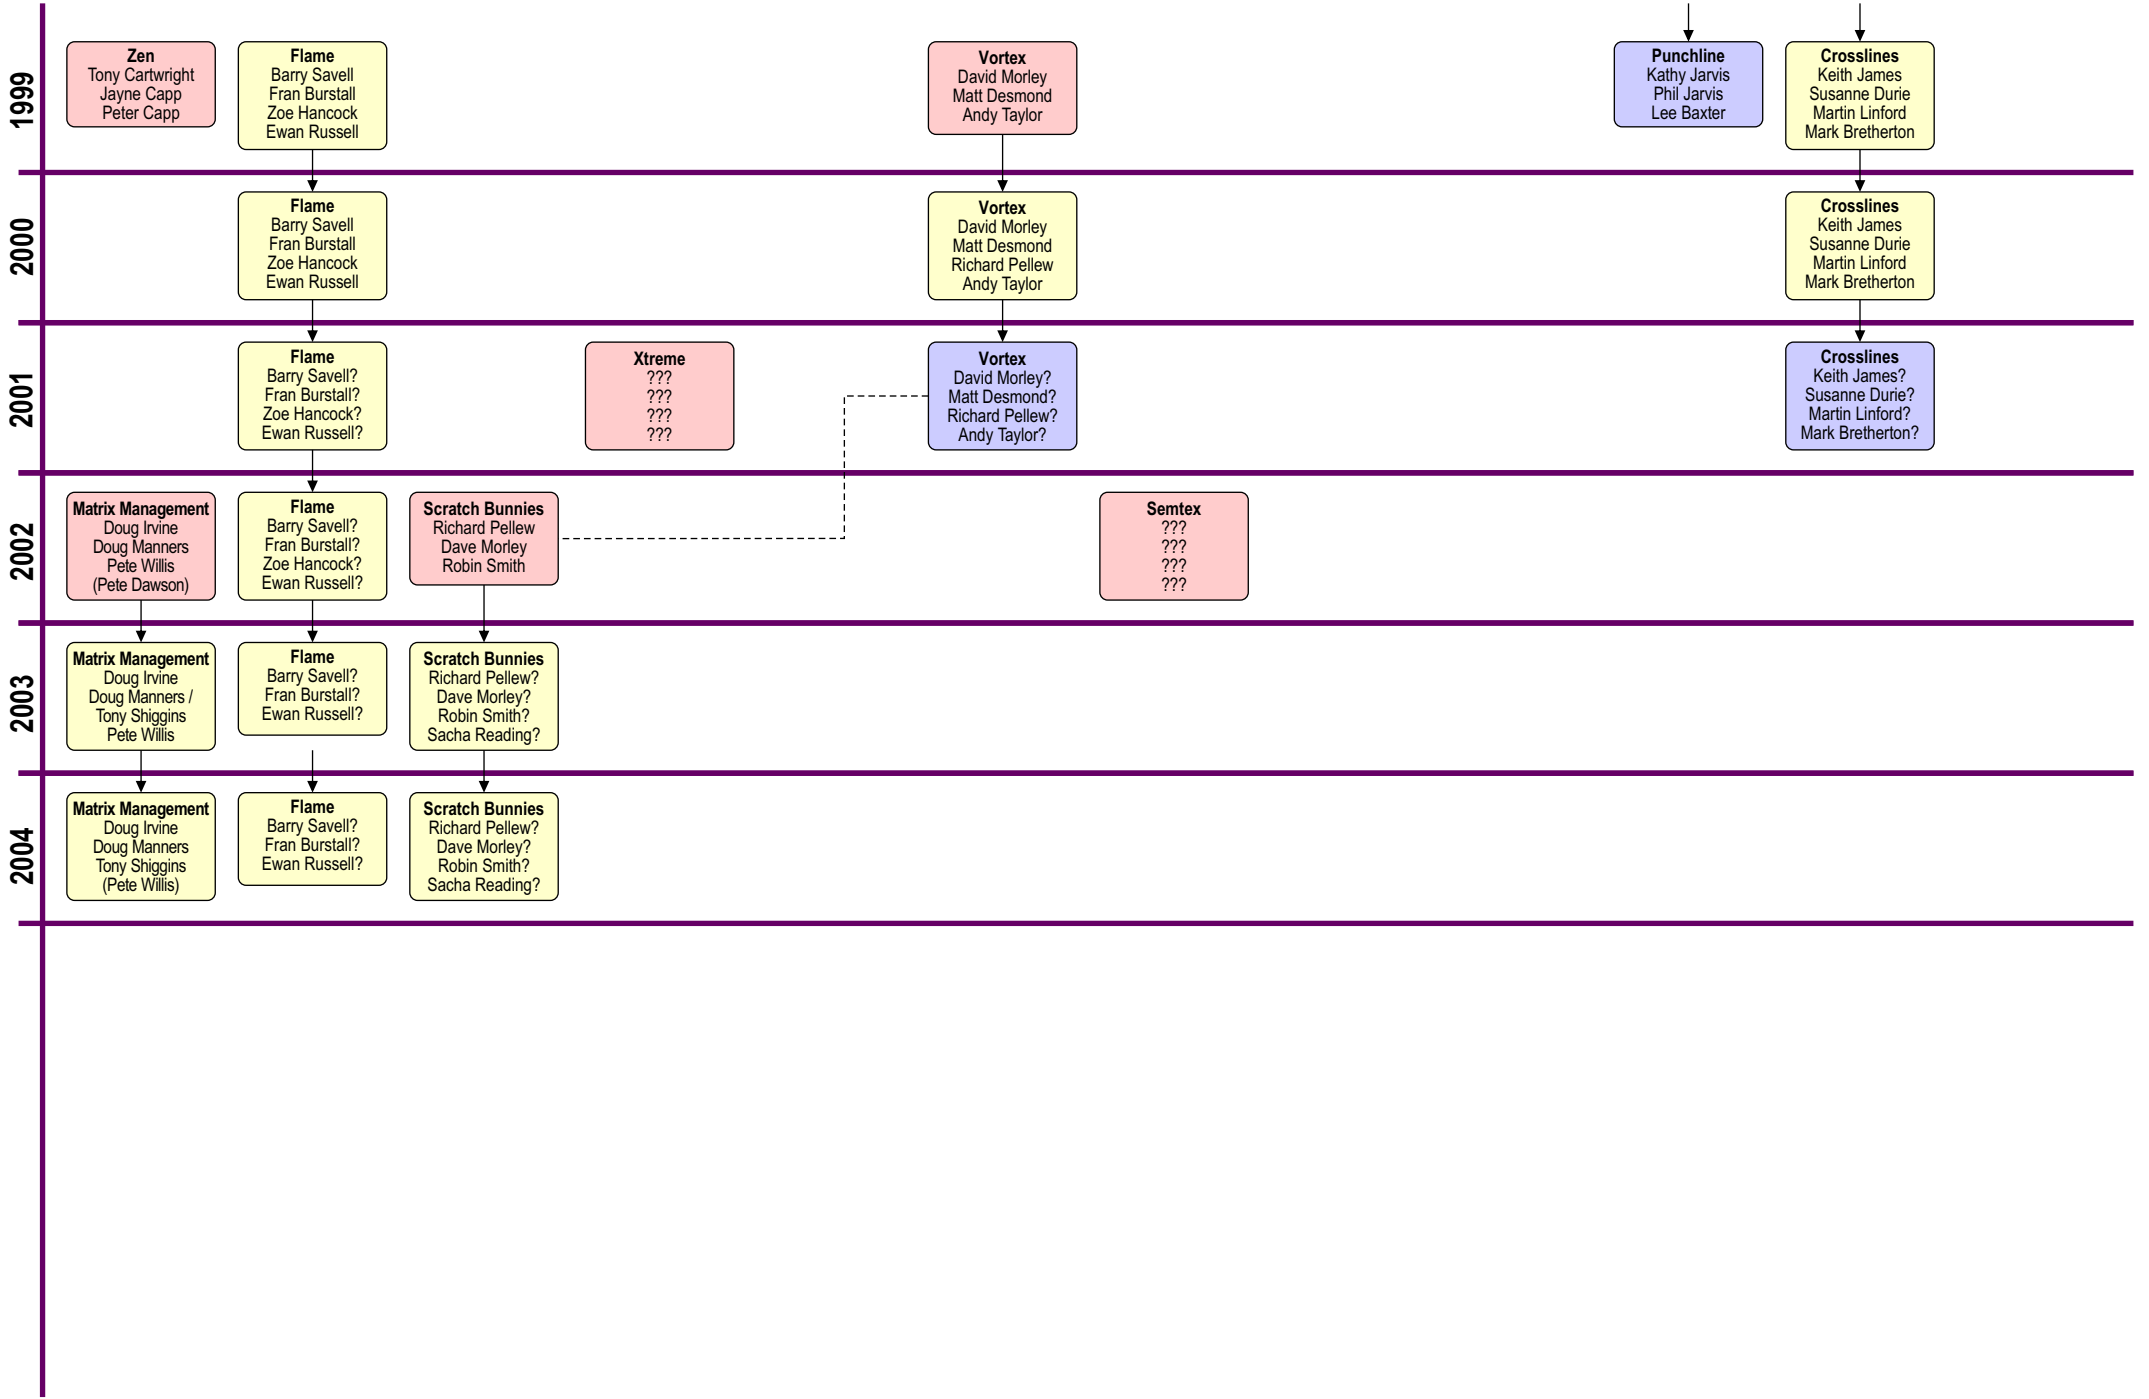 1999
Zen
Tony Cartwright
Jayne Capp
Peter Capp
Flame
Barry Savell
Fran Burstall
Zoe Hancock
Ewan Russell
Vortex
David Morley
Matt Desmond
Andy Taylor
Punchline
Kathy Jarvis
Phil Jarvis
Lee Baxter
Crosslines
Keith James
Susanne Durie
Martin Linford
Mark Bretherton
2000
Flame
Barry Savell
Fran Burstall
Zoe Hancock
Ewan Russell
Vortex
David Morley
Matt Desmond
Richard Pellew
Andy Taylor
Crosslines
Keith James
Susanne Durie
Martin Linford
Mark Bretherton
2001
Flame
Barry Savell?
Fran Burstall?
Zoe Hancock?
Ewan Russell?
Xtreme
???
???
???
???
Vortex
David Morley?
Matt Desmond?
Richard Pellew?
Andy Taylor?
Crosslines
Keith James?
Susanne Durie?
Martin Linford?
Mark Bretherton?
2002
Matrix Management
Doug Irvine
Doug Manners
Pete Willis
(Pete Dawson)
Flame
Barry Savell?
Fran Burstall?
Zoe Hancock?
Ewan Russell?
Scratch Bunnies
Richard Pellew
Dave Morley
Robin Smith
Semtex
???
???
???
???
2003
Matrix Management
Doug Irvine
Doug Manners /
Tony Shiggins
Pete Willis
Flame
Barry Savell?
Fran Burstall?
Ewan Russell?
Scratch Bunnies
Richard Pellew?
Dave Morley?
Robin Smith?
Sacha Reading?
2004
Matrix Management
Doug Irvine
Doug Manners
Tony Shiggins
(Pete Willis)
Flame
Barry Savell?
Fran Burstall?
Ewan Russell?
Scratch Bunnies
Richard Pellew?
Dave Morley?
Robin Smith?
Sacha Reading?